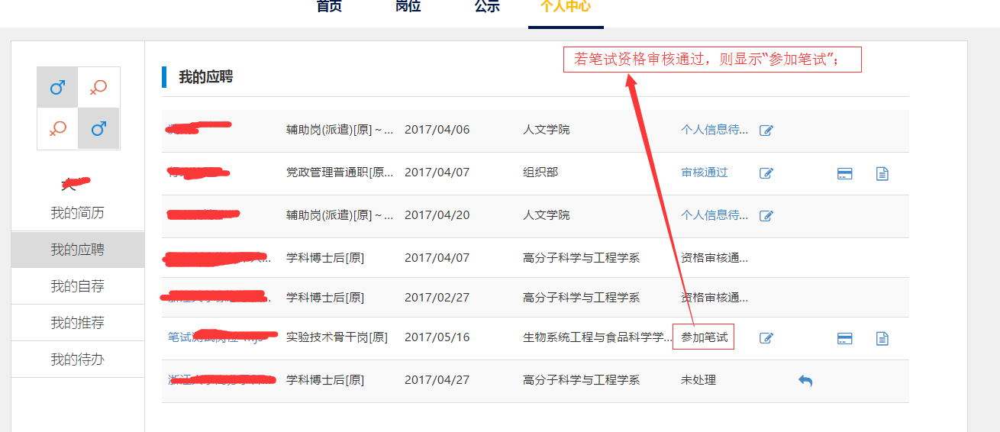 首页 岗位 公示 个人中心
若笔试资格审核通过，则显示“参加笔试”；
我的应聘
辅助岗(派遣)[原]～... 2017/04/06 人文学院 个人信息待...
党政管理普通职[原... 2017/04/07 组织部 审核通过
辅助岗(派遣)[原]～... 2017/04/20 人文学院 个人信息待...
... 学科博士后[原] 2017/04/07 高分子科学与工程学系 资格审核通...
学科博士后[原] 2017/02/27 高分子科学与工程学系 资格审核通...
笔试 实验技术骨干岗[原] 2017/05/16 生物系统工程与食品科学学... 参加笔试
学科博士后[原] 2017/04/27 高分子科学与工程学系 未处理
我的简历
我的应聘
我的自荐
我的推荐
我的待办